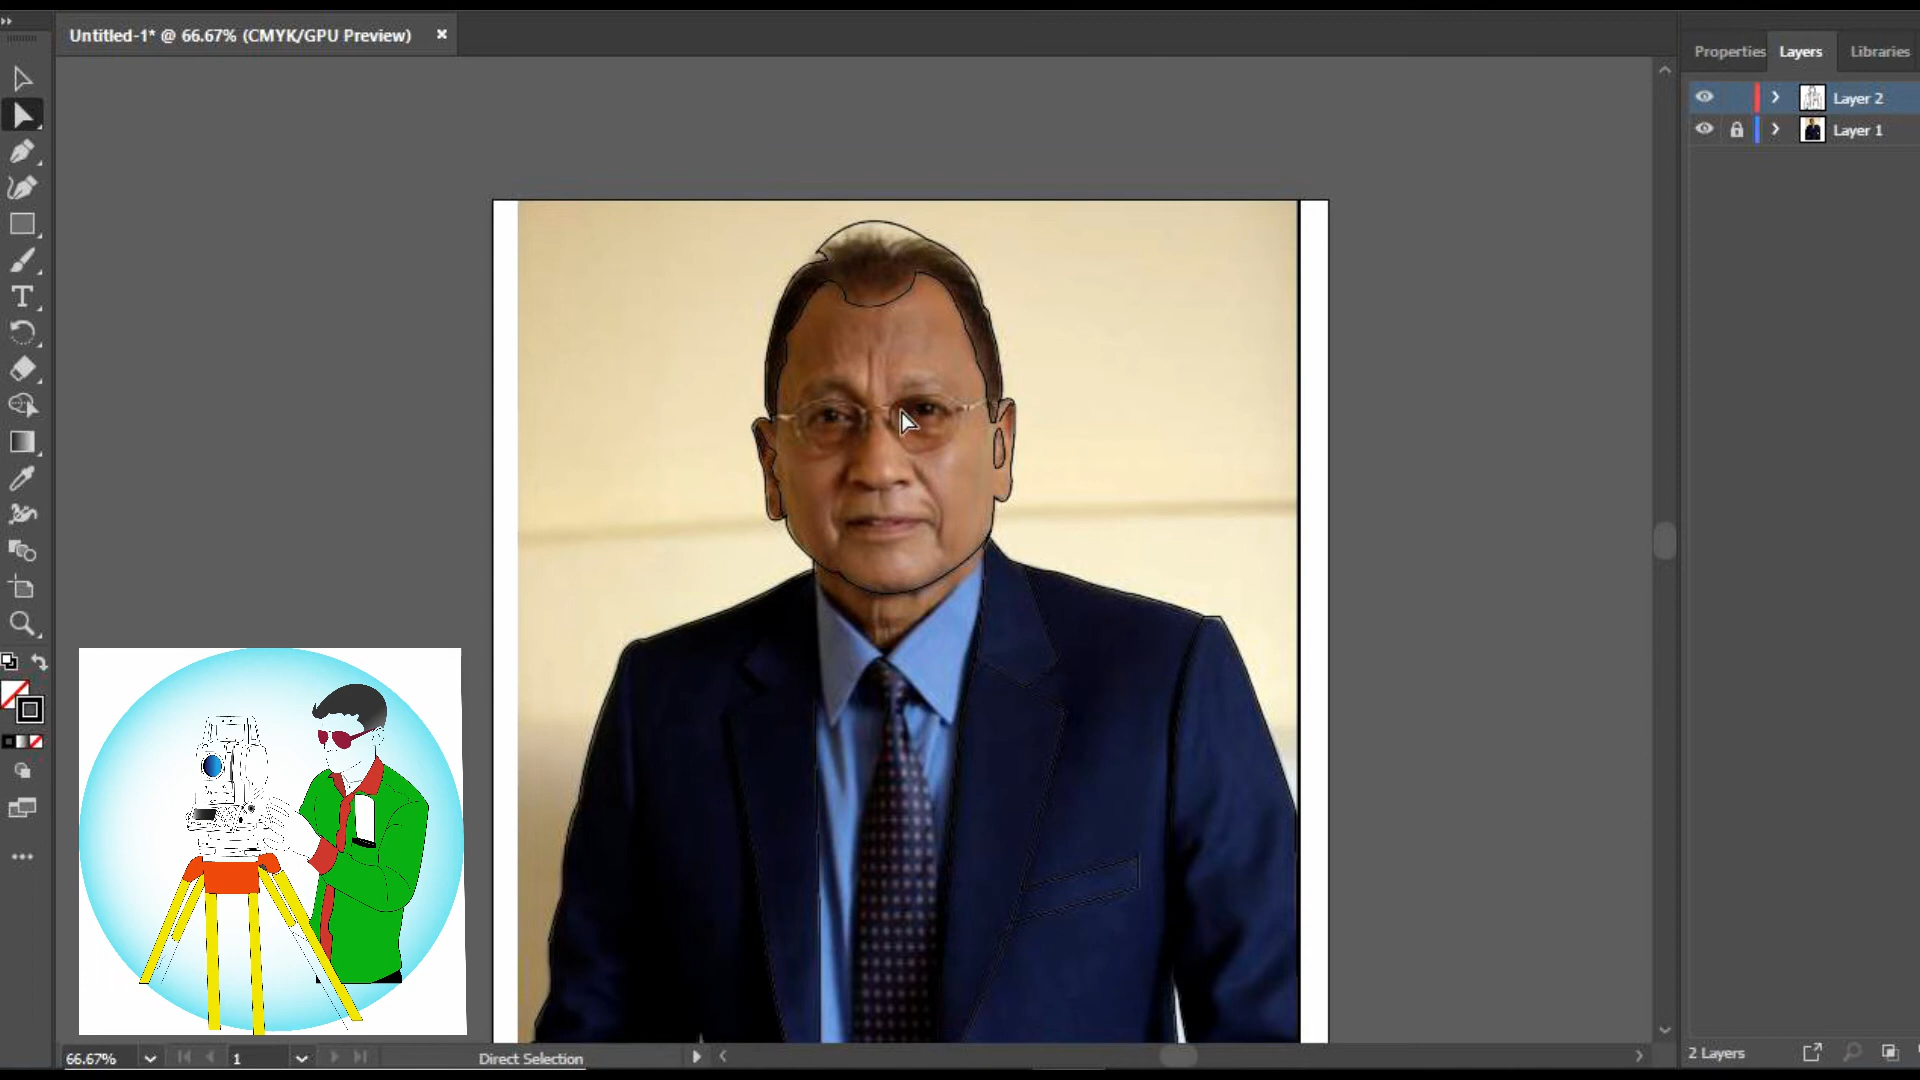 Untitled-1* @ 66.67% (CMYK/GPU Preview)
Properties Layers Libraries
Layer 2
Layer 1
66.67% 1 Direct Selection
2 Layers